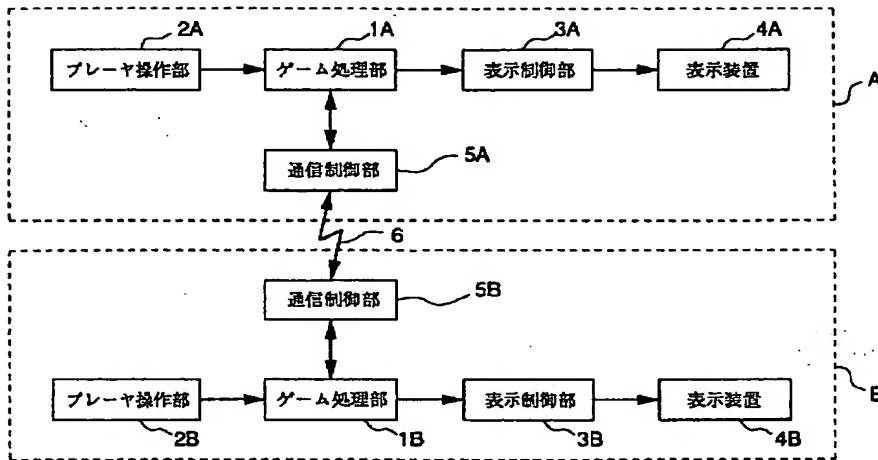 2A 1A 3A 4A
プレーヤ操作部 ゲーム処理部 表示制御部 表示装置
A
通信制御部 5A
6
通信制御部 5B
プレーヤ操作部 ゲーム処理部 表示制御部 表示装置
B
2B 1B 3B 4B